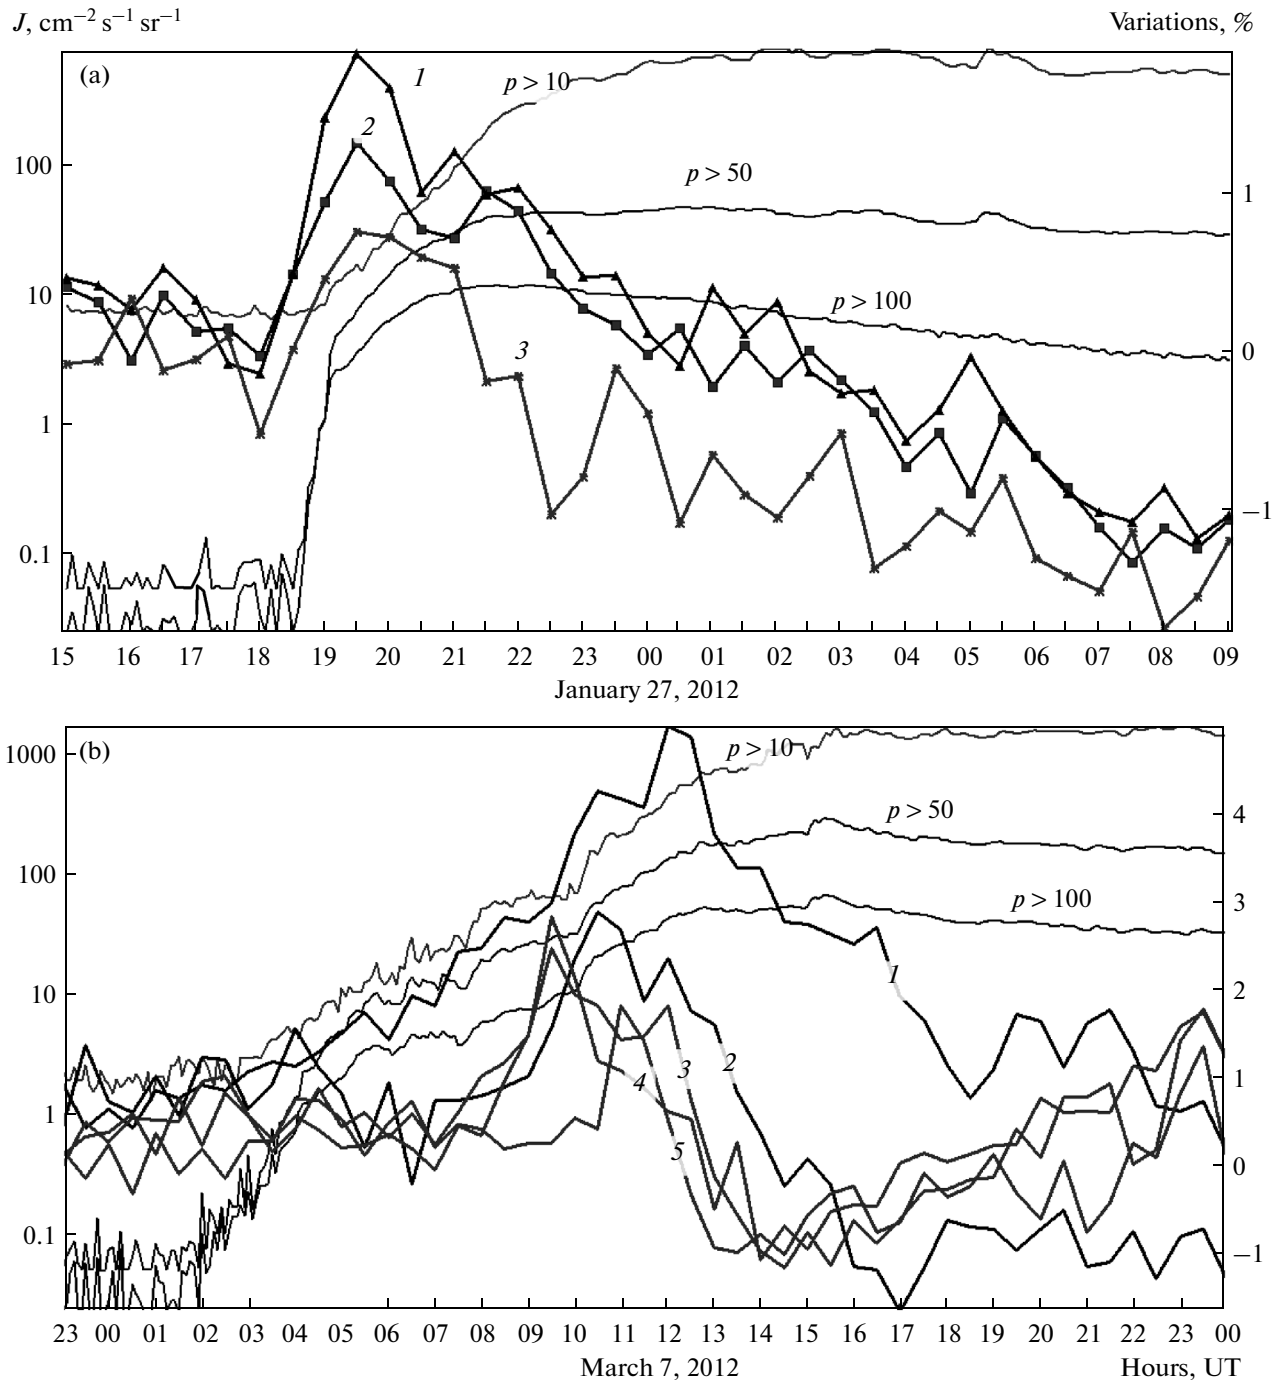 J, cm−2 s−1 sr−1
Variations, %
(a)
1
p > 10
2
100
p > 50
1
10
p > 100
3
0
1
−1
0.1
15 16 17 18 19 20 21 22 23 00 01 02 03 04 05 06 07 08 09
January 27, 2012
(b)
1000
p > 10
p > 50
4
100
p > 100
3
1
10
2
2
3
4
1
1
5
0
0.1
−1
23 00 01 02 03 04 05 06 07 08 09 10 11 12 13 14 15 16 17 18 19 20 21 22 23 00
March 7, 2012
Hours, UT